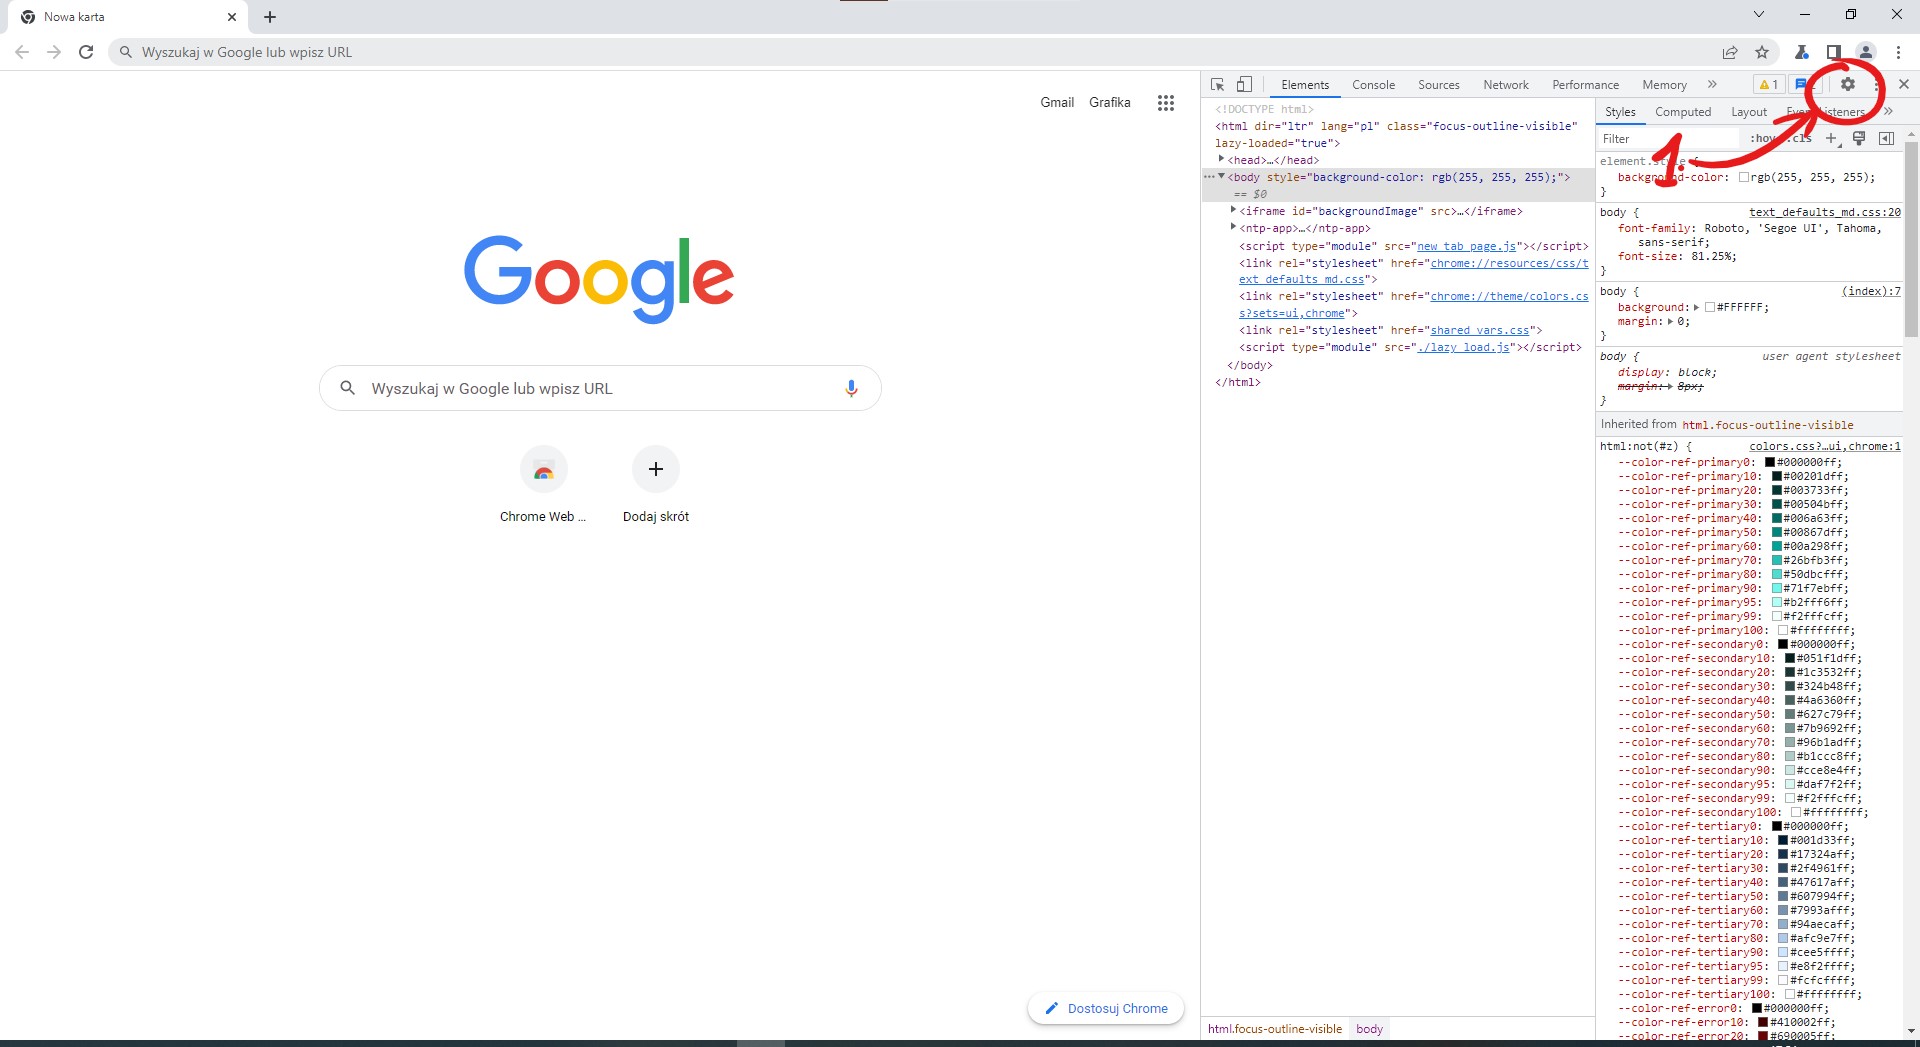 Nowa karta
Wyszukaj w Google lub wpisz URL
Gmail Grafika
Google
Wyszukaj w Google lub wpisz URL
Chrome Web ... Dodaj skrót
Dostosuj Chrome
Elements Console Sources Network Performance Memory » 1
<!DOCTYPE html>
<html dir="ltr" lang="pl" class="focus-outline-visible"
lazy-loaded="true">
<head>…</head>
<body style="background-color: rgb(255, 255, 255);">
== $0
<iframe id="backgroundImage" src>…</iframe>
<ntp-app>…</ntp-app>
<script type="module" src="new_tab_page.js"></script>
<link rel="stylesheet" href="chrome://resources/css/t
ext_defaults_md.css">
<link rel="stylesheet" href="chrome://theme/colors.cs
s?sets=ui,chrome">
<link rel="stylesheet" href="shared_vars.css">
<script type="module" src="./lazy_load.js"></script>
</body>
</html>
html.focus-outline-visible body
1.
Styles Computed Layout Event Listeners »
Filter :hov .cls
element.style {
background-color: rgb(255, 255, 255);
}
body { text_defaults_md.css:20
font-family: Roboto, 'Segoe UI', Tahoma,
sans-serif;
font-size: 81.25%;
}
body { (index):7
background: #FFFFFF;
margin: 0;
}
body { user agent stylesheet
display: block;
margin: 8px;
}
Inherited from html.focus-outline-visible
html:not(#z) { colors.css?…ui,chrome:1
--color-ref-primary0: #000000ff;
--color-ref-primary10: #00201dff;
--color-ref-primary20: #003733ff;
--color-ref-primary30: #00504bff;
--color-ref-primary40: #006a63ff;
--color-ref-primary50: #00867dff;
--color-ref-primary60: #00a298ff;
--color-ref-primary70: #26bfb3ff;
--color-ref-primary80: #50dbcfff;
--color-ref-primary90: #71f7ebff;
--color-ref-primary95: #b2fff6ff;
--color-ref-primary99: #f2fffcff;
--color-ref-primary100: #ffffffff;
--color-ref-secondary0: #000000ff;
--color-ref-secondary10: #051f1dff;
--color-ref-secondary20: #1c3532ff;
--color-ref-secondary30: #324b48ff;
--color-ref-secondary40: #4a6360ff;
--color-ref-secondary50: #627c79ff;
--color-ref-secondary60: #7b9692ff;
--color-ref-secondary70: #96b1adff;
--color-ref-secondary80: #b1ccc8ff;
--color-ref-secondary90: #cce8e4ff;
--color-ref-secondary95: #daf7f2ff;
--color-ref-secondary99: #f2fffcff;
--color-ref-secondary100: #ffffffff;
--color-ref-tertiary0: #000000ff;
--color-ref-tertiary10: #001d33ff;
--color-ref-tertiary20: #17324aff;
--color-ref-tertiary30: #2f4961ff;
--color-ref-tertiary40: #47617aff;
--color-ref-tertiary50: #607994ff;
--color-ref-tertiary60: #7993afff;
--color-ref-tertiary70: #94aecaff;
--color-ref-tertiary80: #afc9e7ff;
--color-ref-tertiary90: #cee5ffff;
--color-ref-tertiary95: #e8f2ffff;
--color-ref-tertiary99: #fcfcffff;
--color-ref-tertiary100: #ffffffff;
--color-ref-error0: #000000ff;
--color-ref-error10: #410002ff;
--color-ref-error20: #690005ff;